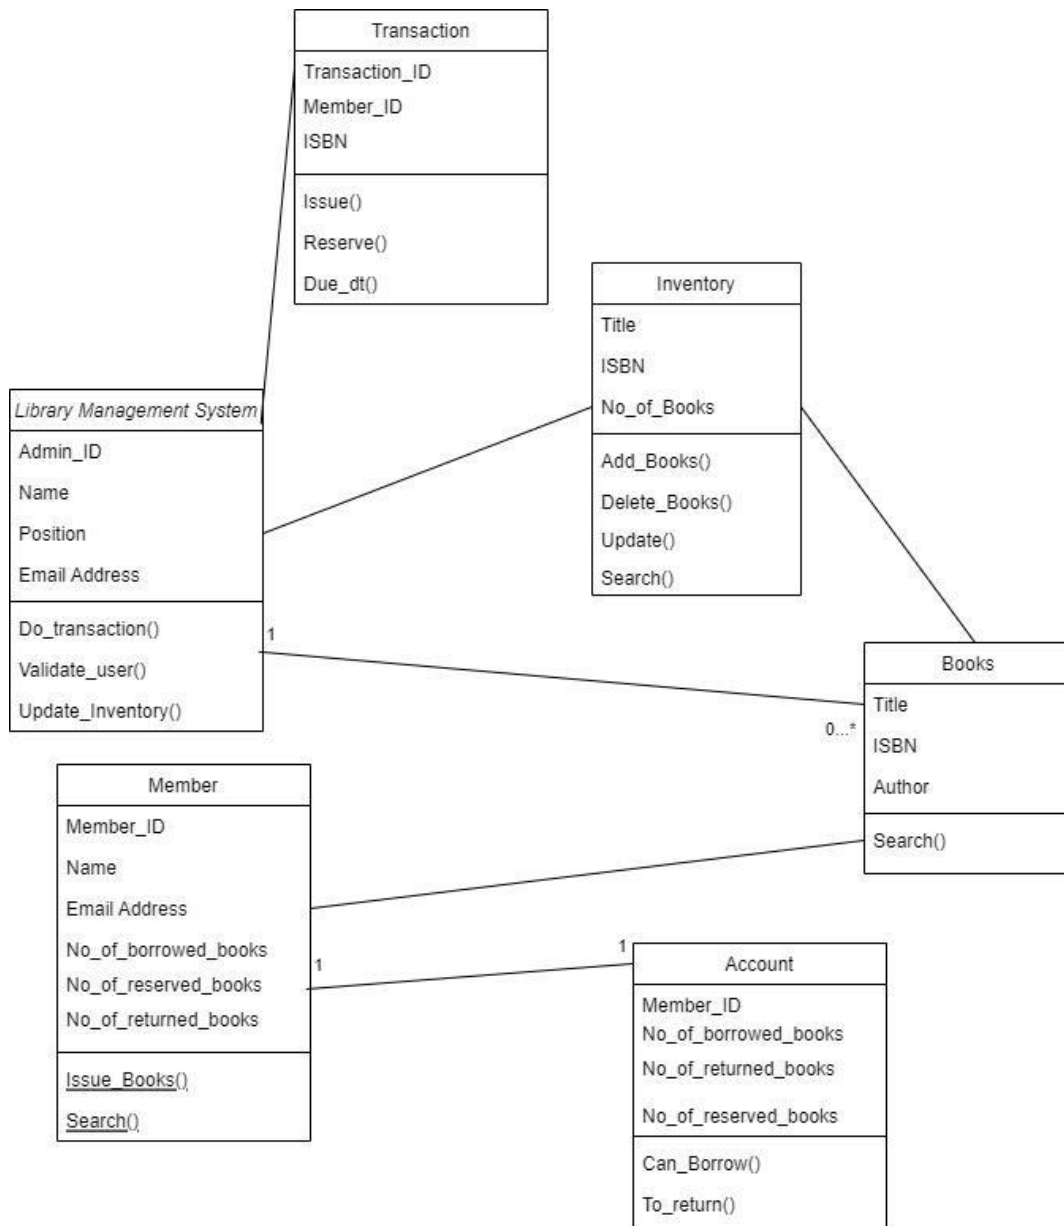 Transaction
Transaction_ID
Member_ID
ISBN
Issue()
Reserve()
Due_dt()
Inventory
Title
ISBN
No_of_Books
Add_Books()
Delete_Books()
Update()
Search()
Library Management System
Admin_ID
Name
Position
Email Address
Do_transaction()
Validate_user()
Update_Inventory()
1
0...*
Books
Title
ISBN
Author
Search()
Member
Member_ID
Name
Email Address
No_of_borrowed_books
No_of_reserved_books
No_of_returned_books
Issue_Books()
Search()
1
1
Account
Member_ID
No_of_borrowed_books
No_of_returned_books
No_of_reserved_books
Can_Borrow()
To_return()